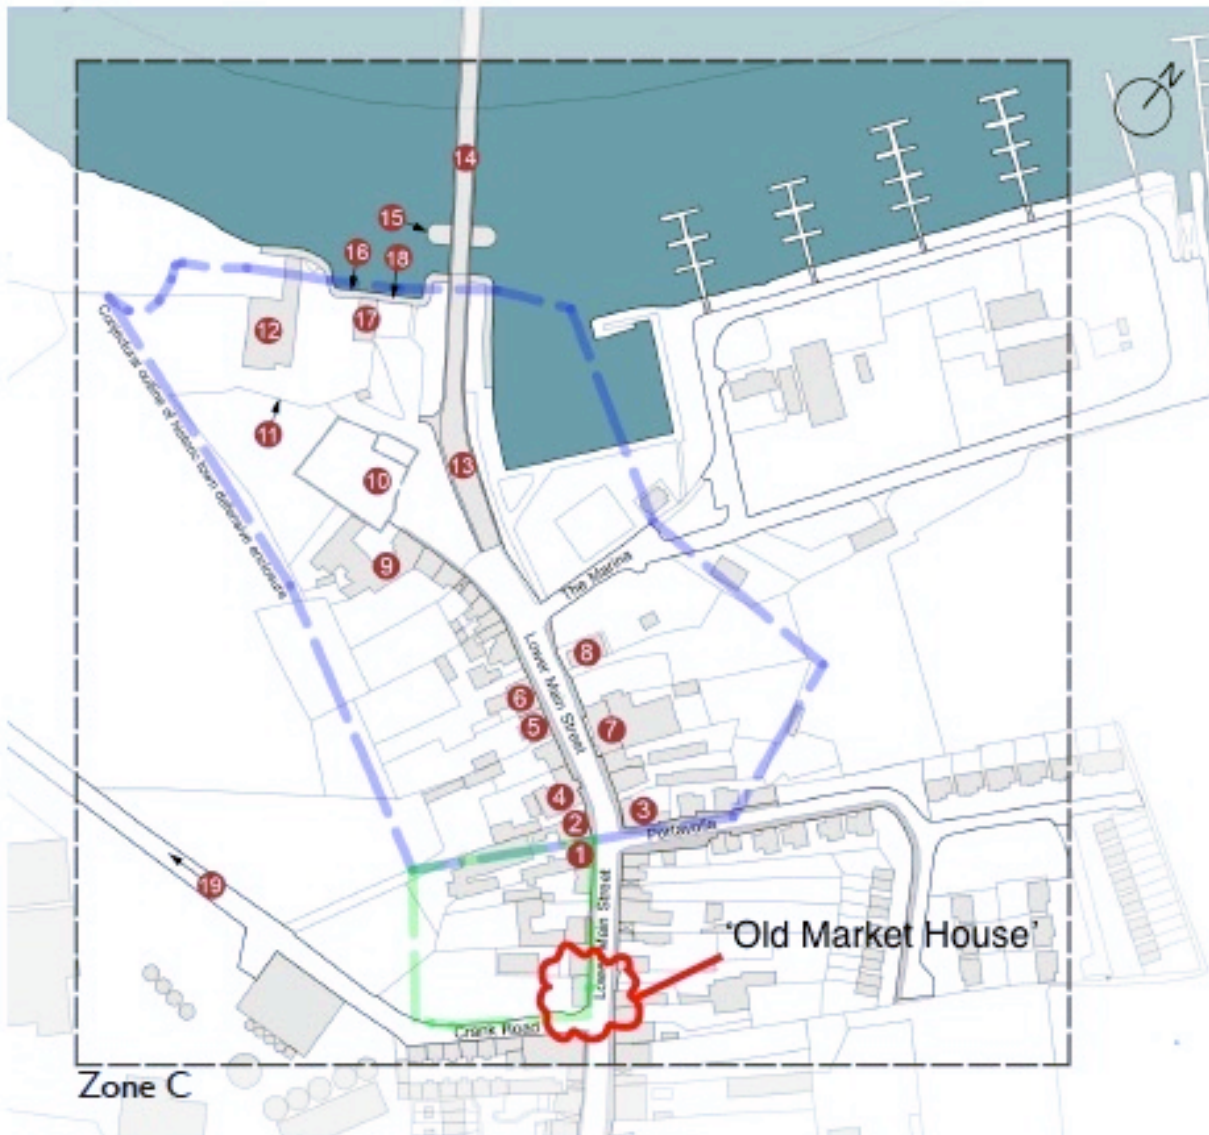 N
14
15
16
18
17
12
Conjectural outline of historic town defensive enclosure
11
13
10
9
The Marina
8
Lower Main Street
6
5
7
4
3
2
Portavolla
1
19
Lower Main Street
'Old Market House'
Crank Road
Zone C